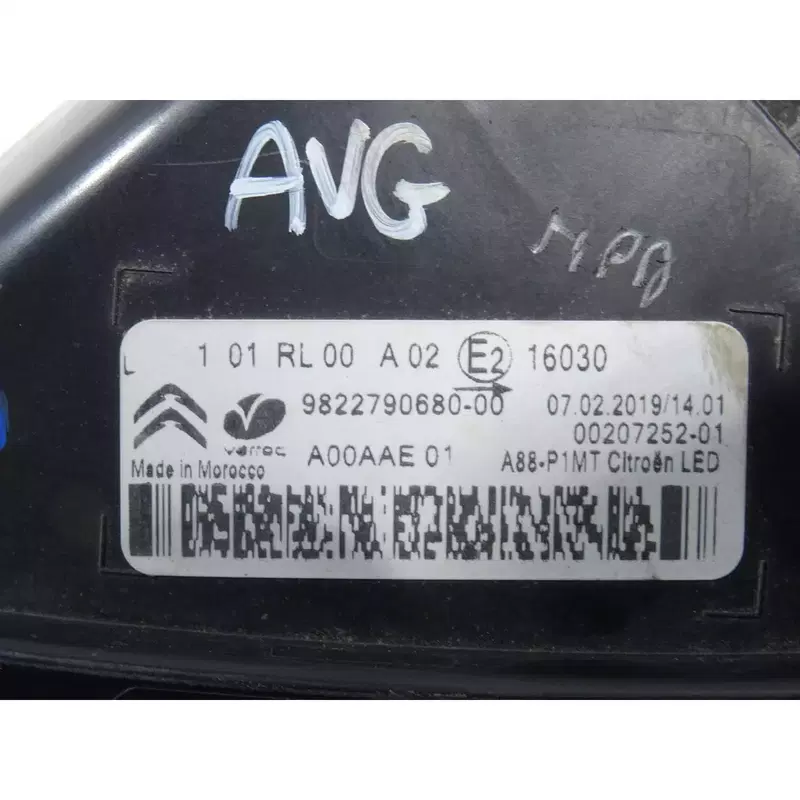 AVG
L 1 01 RL 00 A 02 E2 16030
9822790680-00 07.02.2019/14.01
varroc 00207252-01
A00AAE 01 A88-P1MT Citroën LED
Made in Morocco